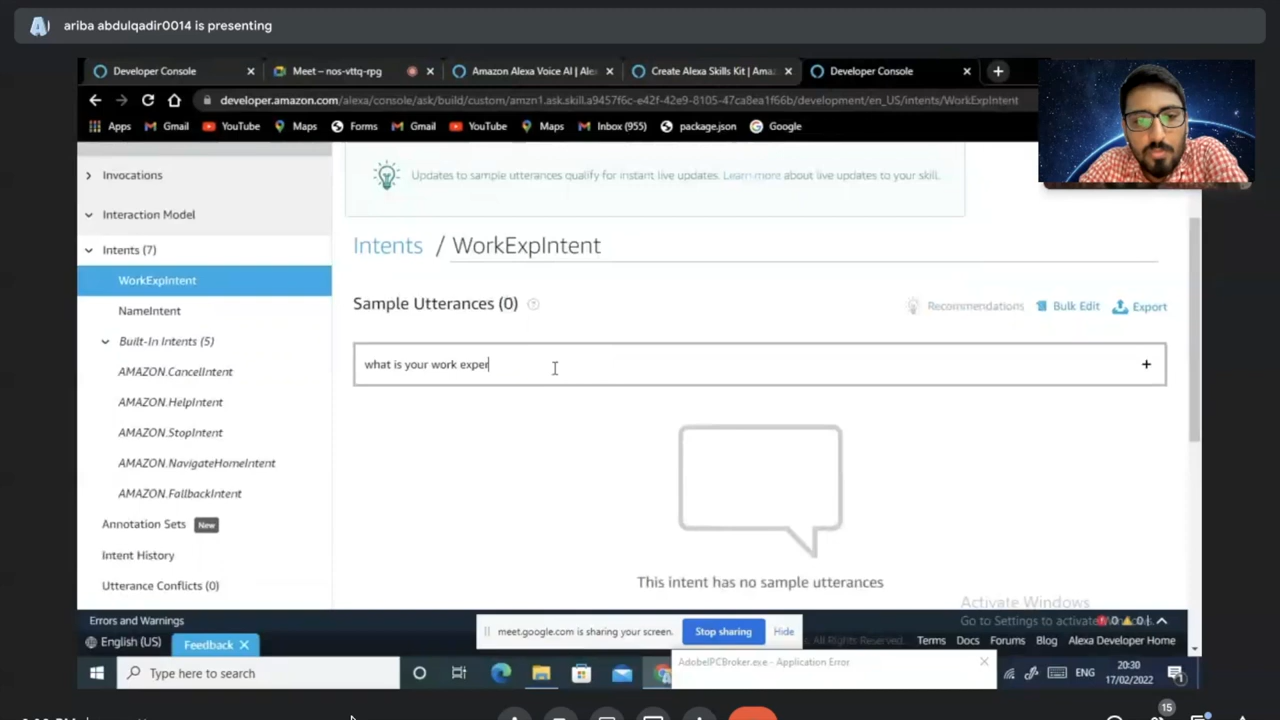 ariba abdulqadir0014 is presenting
Developer Console
Meet – nos-vttq-rpg
Amazon Alexa Voice AI | Ale
Create Alexa Skills Kit | Ama
Developer Console
developer.amazon.com/alexa/console/ask/build/custom/amzn1.ask.skill.a9457f6c-e42f-42e9-8105-47ca8ea1f66b/development/en_US/intents/WorkExpIntent
Apps
Gmail
YouTube
Maps
Forms
Gmail
YouTube
Maps
Inbox (955)
package.json
Google
Invocations
Interaction Model
Intents (7)
WorkExpIntent
NameIntent
Built-In Intents (5)
AMAZON.CancelIntent
AMAZON.HelpIntent
AMAZON.StopIntent
AMAZON.NavigateHomeIntent
AMAZON.FallbackIntent
Annotation Sets New
Intent History
Utterance Conflicts (0)
Updates to sample utterances qualify for instant live updates. Learn more about live updates to your skill.
Intents / WorkExpIntent
Sample Utterances (0)
Recommendations
Bulk Edit
Export
what is your work exper
This intent has no sample utterances
Activate Windows
Go to Settings to activate Windows.
Errors and Warnings
English (US)
Feedback
meet.google.com is sharing your screen.
Stop sharing
Hide
All Rights Reserved.
Terms
Docs
Forums
Blog
Alexa Developer Home
Type here to search
AdobeIPCBroker.exe - Application Error
ENG
20:30
17/02/2022
1
15